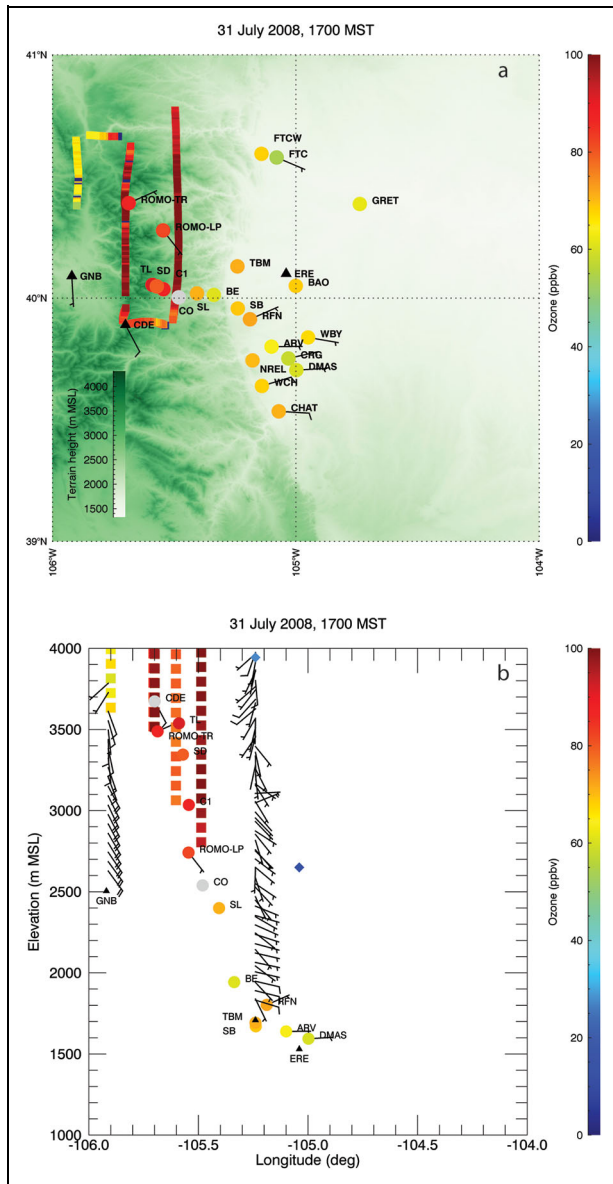 31 July 2008, 1700 MST
a
41°N
40°N
39°N
106°W
105°W
104°W
FTCW
FTC
GRET
ROMO-TR
ROMO-LP
TBM
ERE
BAO
GNB
TL SD C1
CO
SL
BE
SB
RFN
CDE
WBY
ARV
CRG
NREL
DMAS
WCH
CHAT
Terrain height (m MSL)
4000
3500
3000
2500
2000
1500
Ozone (ppbv)
100
80
60
40
20
0
31 July 2008, 1700 MST
b
4000
3500
3000
2500
2000
1500
1000
Elevation (m MSL)
CDE
TL
ROMO-TR
SD
C1
ROMO-LP
CO
GNB
SL
BE
RFN
TBM
SB
ARV
DMAS
ERE
-106.0 -105.5 -105.0 -104.5 -104.0
Longitude (deg)
Ozone (ppbv)
100
80
60
40
20
0